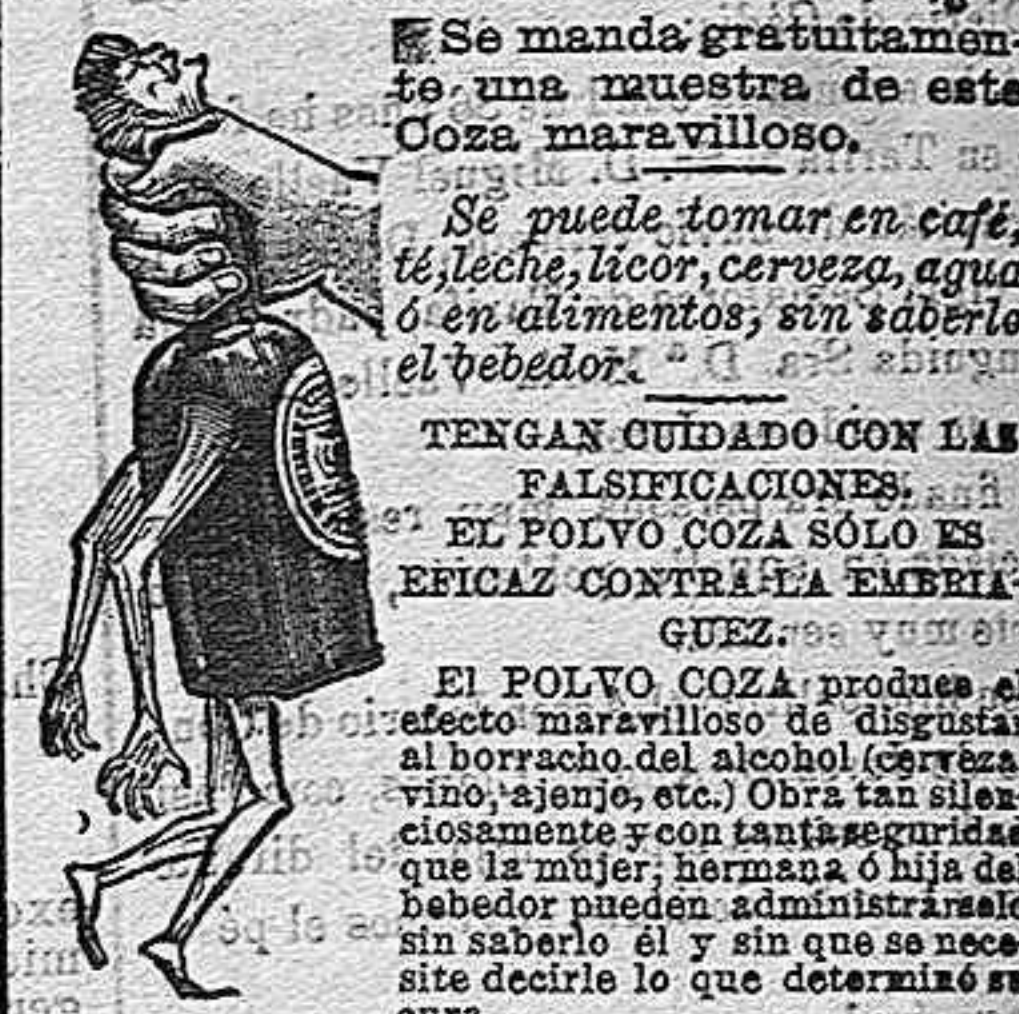 Se manda gratuitamen-
te una muestra de este
Coza maravilloso.
Se puede tomar en café,
té, leche, licor, cerveza, agua
ó en alimentos, sin saberlo
el bebedor.
TENGAN CUIDADO CON LAS
FALSIFICACIONES.
EL POLVO COZA SÓLO ES
EFICAZ CONTRA LA EMBRIA-
GUEZ.
El POLVO COZA produce el
efecto maravilloso de disgustar
al borracho del alcohol (cerveza,
vino, ajenjo, etc.) Obra tan silen-
ciosamente y con tanta seguridad
que la mujer, hermana ó hija del
bebedor pueden administrárselo
sin saberlo él y sin que se nece-
site decirle lo que determinó su